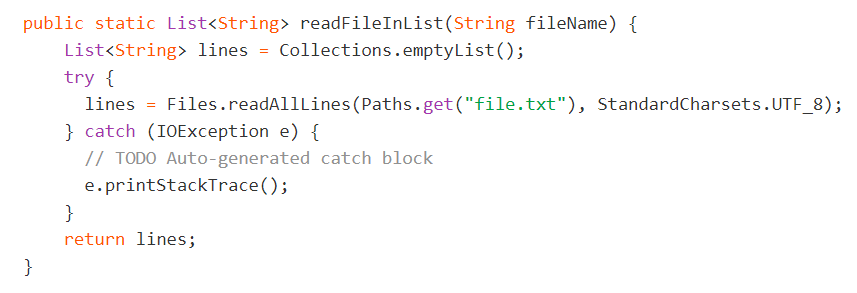 public static List<String> readFileInList(String fileName) {
    List<String> lines = Collections.emptyList();
    try {
      lines = Files.readAllLines(Paths.get("file.txt"), StandardCharsets.UTF_8);
    } catch (IOException e) {
      // TODO Auto-generated catch block
      e.printStackTrace();
    }
    return lines;
}